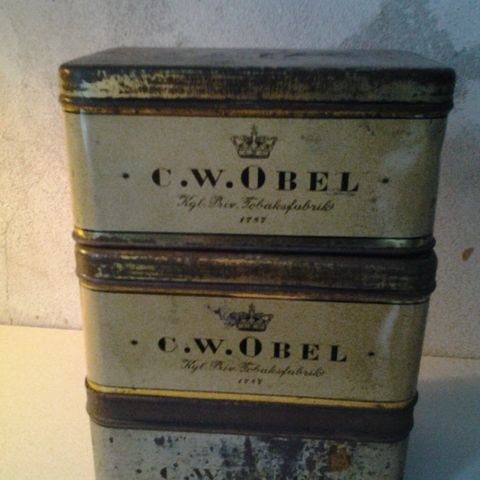 C.W. OBEL
Kgl. Priv. Tobaksfabrik
1787
C.W. OBEL
Kgl. Priv. Tobaksfabrik
1787
C.W.